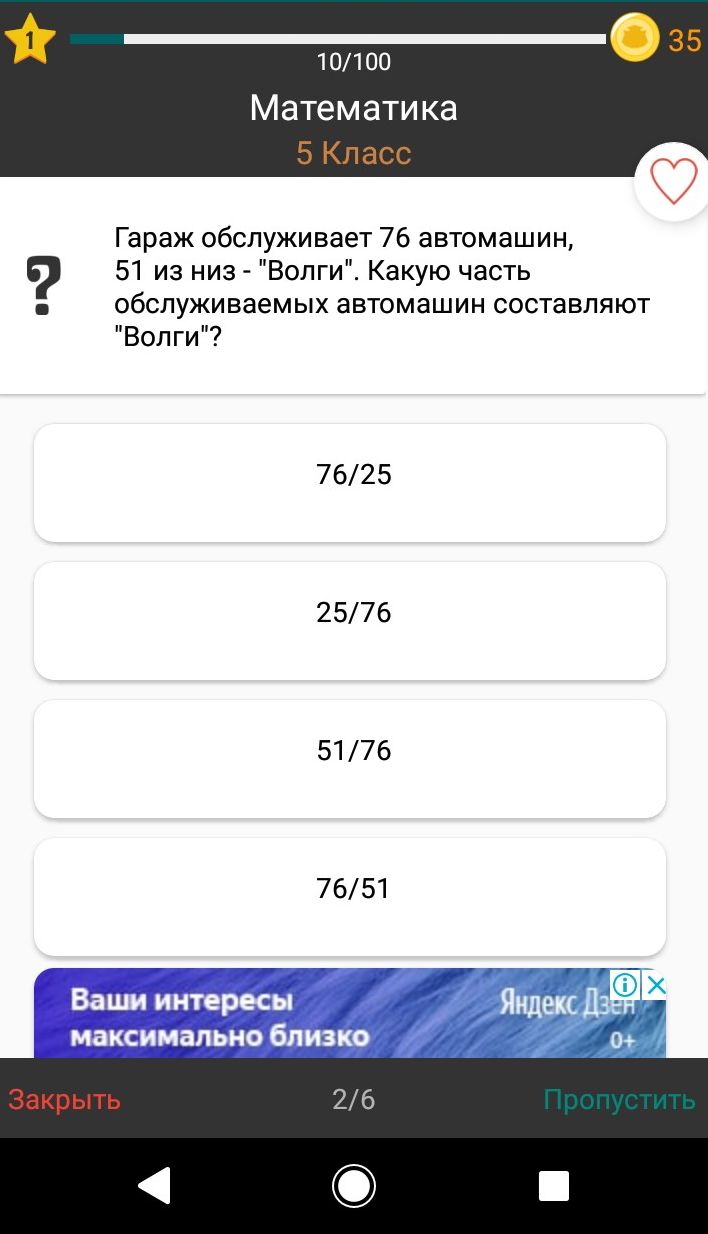 1
35
10/100
Математика
5 Класс
Гараж обслуживает 76 автомашин,
51 из низ - "Волги". Какую часть
обслуживаемых автомашин составляют
"Волги"?
76/25
25/76
51/76
76/51
Ваши интересы
максимально близко
Яндекс Дзен
0+
Закрыть
2/6
Пропустить